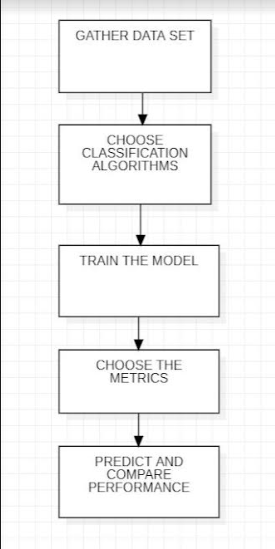 GATHER DATA SET
CHOOSE
CLASSIFICATION
ALGORITHMS
TRAIN THE MODEL
CHOOSE THE
METRICS
PREDICT AND
COMPARE
PERFORMANCE